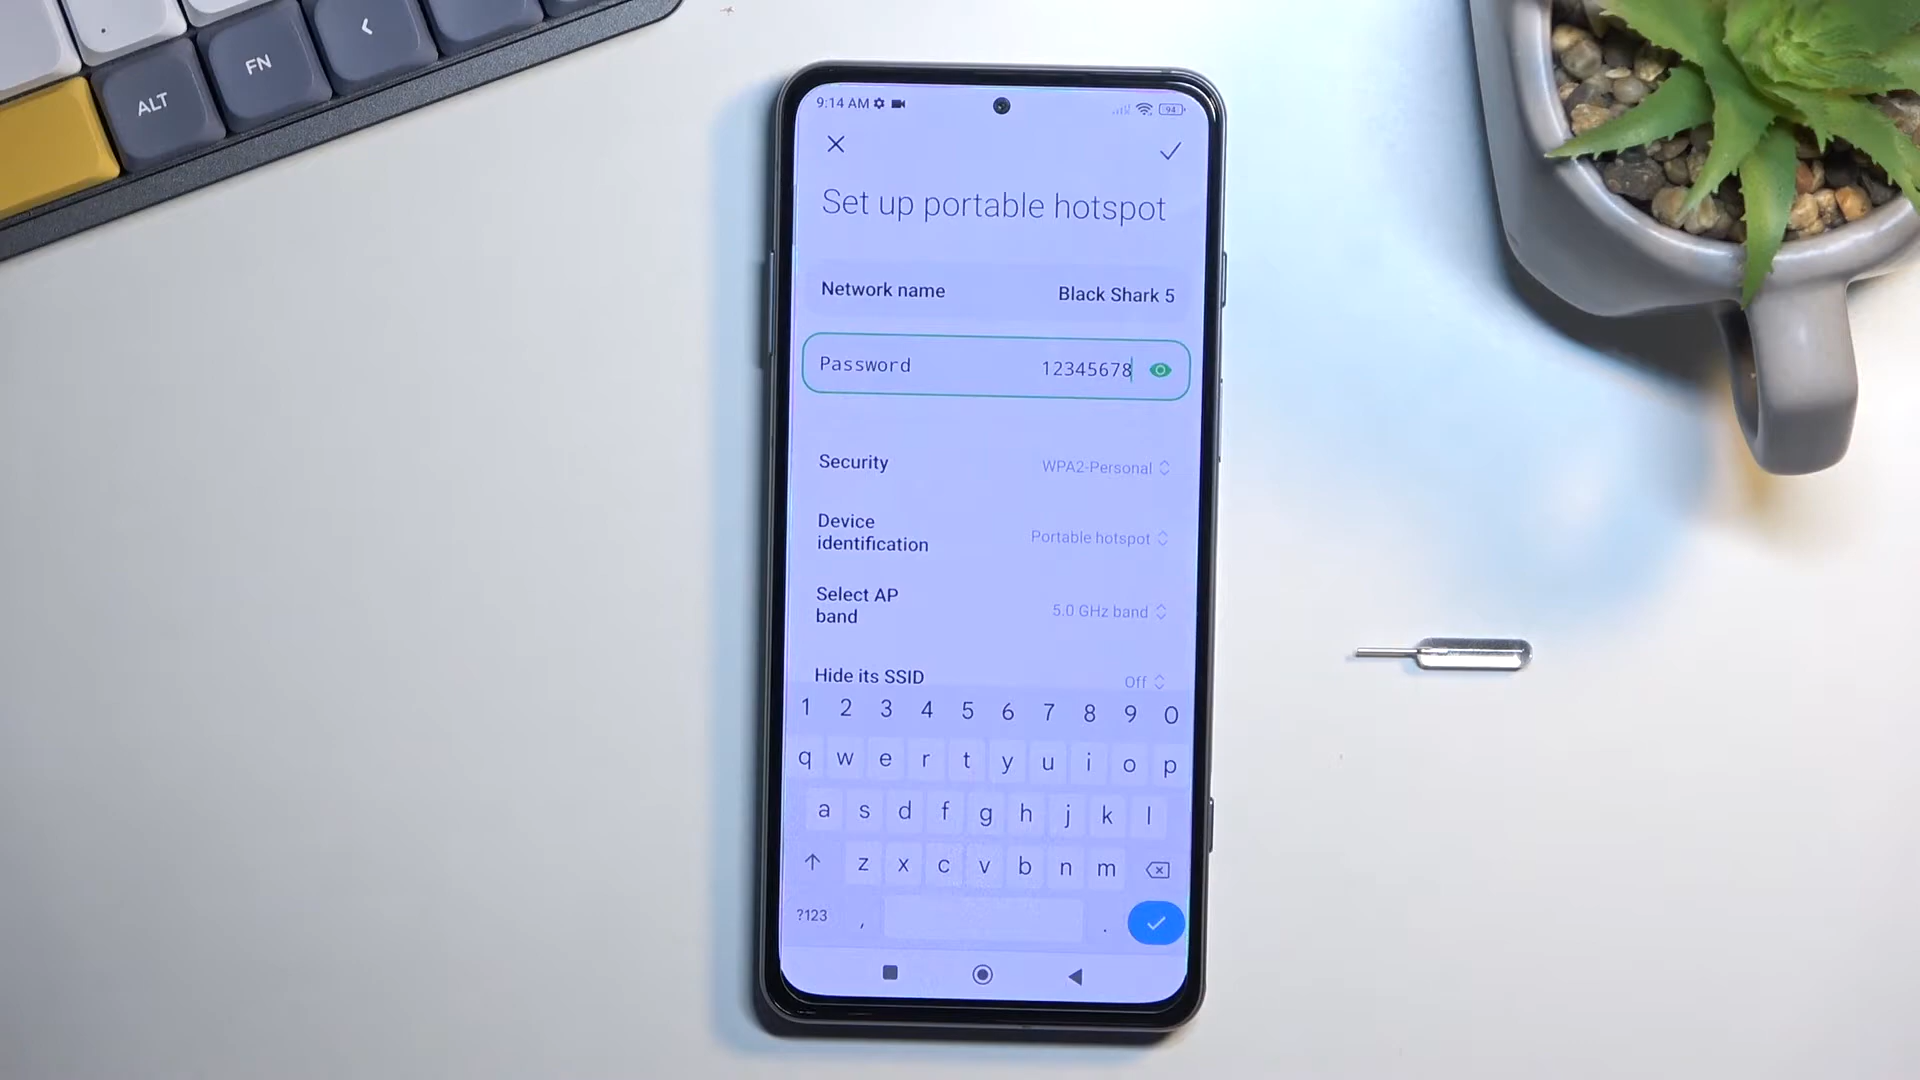 <
FN
ALT
9:14 AM
94
Set up portable hotspot
Network name Black Shark 5
Password 12345678
Security WPA2-Personal
Device
identification
Portable hotspot
Select AP
band
5.0 GHz band
Hide its SSID Off
1 2 3 4 5 6 7 8 9 0
q w e r t y u i o p
a s d f g h j k l
z x c v b n m
?123 , .